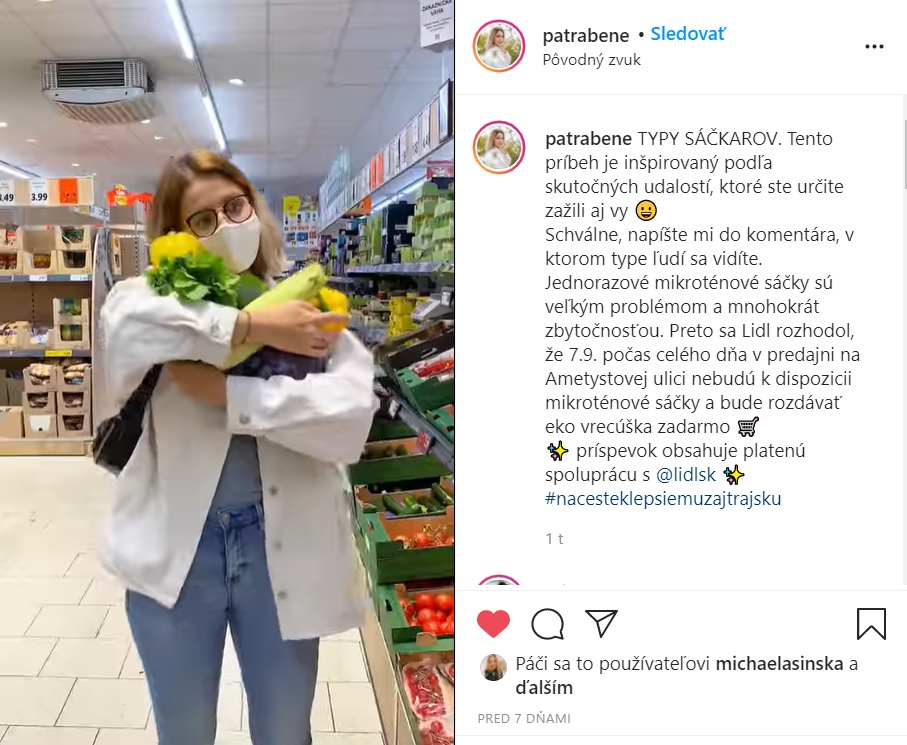 ZÁKAZNÍCKA
VÁHA
3.49
3.99
patrabene • Sledovať
Pôvodný zvuk
patrabene TYPY SÁČKAROV. Tento
príbeh je inšpirovaný podľa
skutočných udalostí, ktoré ste určite
zažili aj vy 😀
Schválne, napíšte mi do komentára, v
ktorom type ľudí sa vidíte.
Jednorazové mikroténové sáčky sú
veľkým problémom a mnohokrát
zbytočnosťou. Preto sa Lidl rozhodol,
že 7.9. počas celého dňa v predajni na
Ametystovej ulici nebudú k dispozicii
mikroténové sáčky a bude rozdávať
eko vrecúška zadarmo 🛒
✨ príspevok obsahuje platenú
spoluprácu s @lidlsk ✨
#nacesteklepsiemuzajtrajsku
1 t
Páči sa to používateľovi michaelasinska a
ďalším
PRED 7 DŇAMI